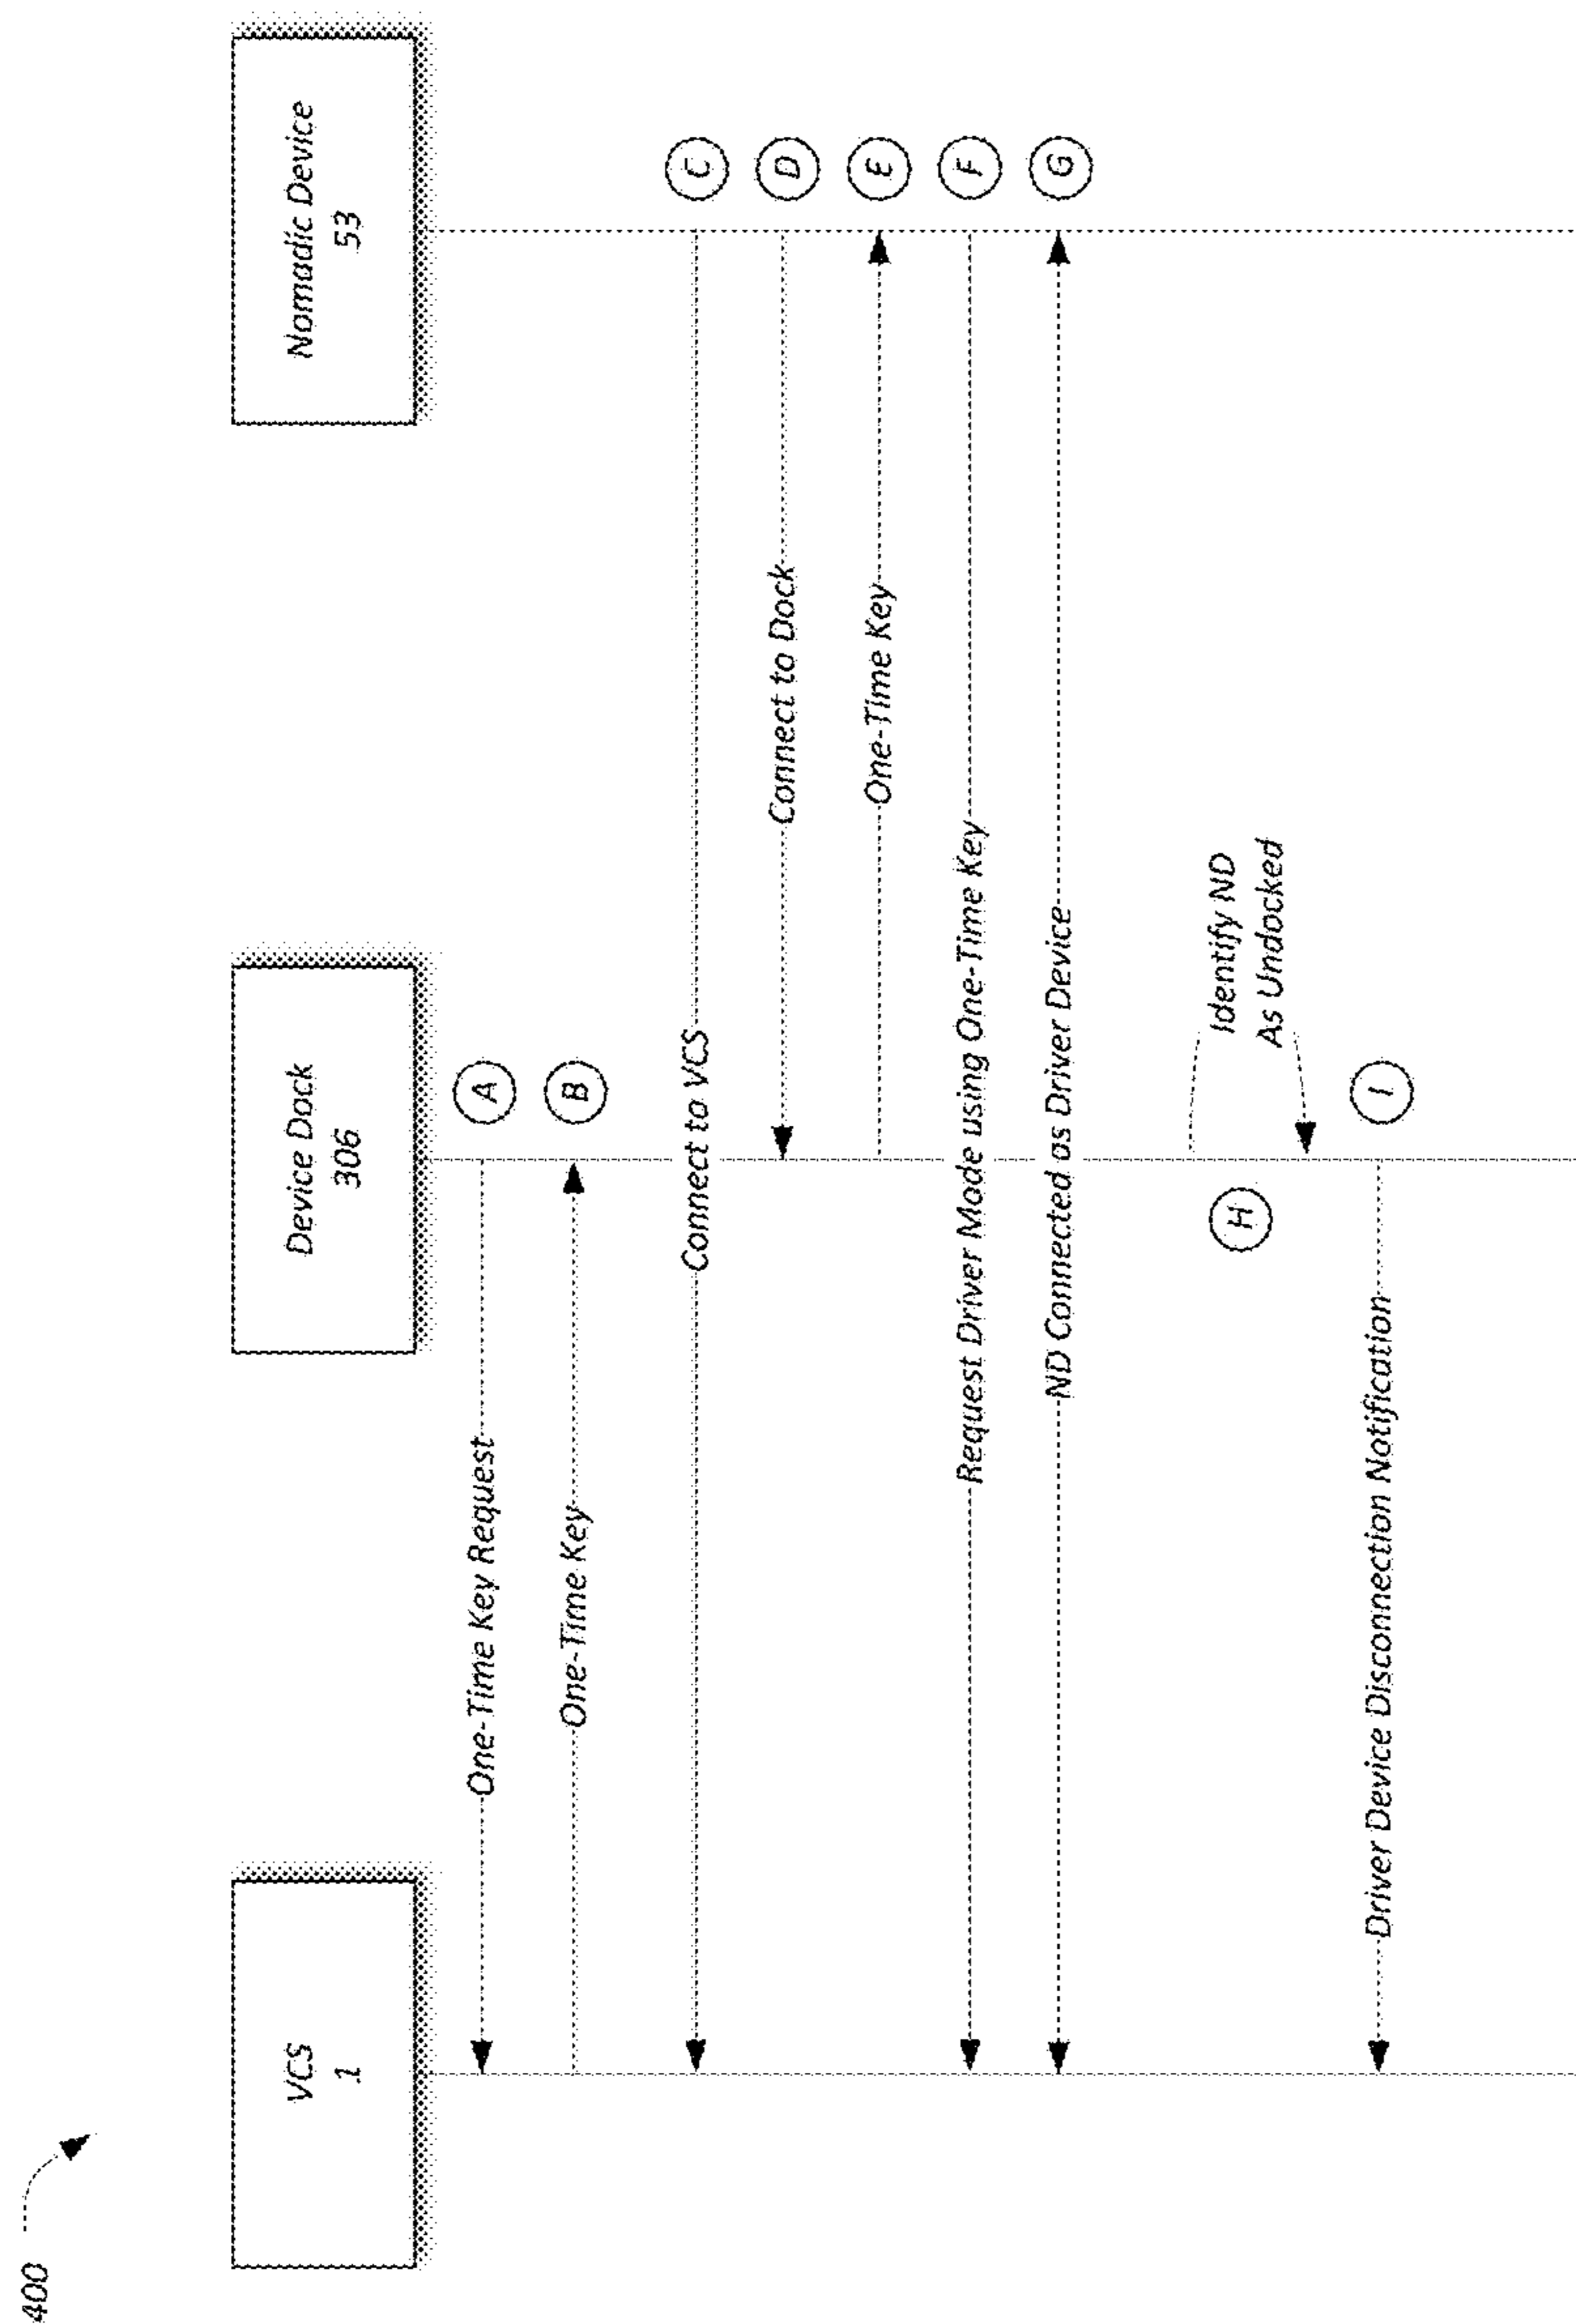 400
VCS
1
Device Dock
306
Nomadic Device
53
One-Time Key Request
A
One-Time Key
B
Connect to VCS
C
Connect to Dock
D
One-Time Key
E
Request Driver Mode using One-Time Key
F
ND Connected as Driver Device
G
H
Identify ND
As Undocked
Driver Device Disconnection Notification
I